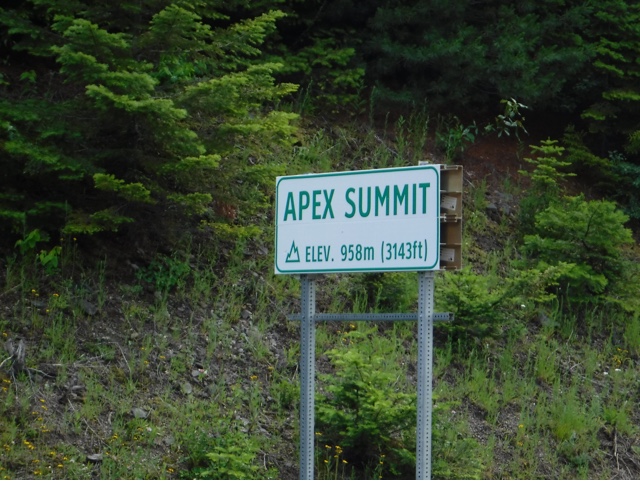 APEX SUMMIT
ELEV. 958m (3143ft)